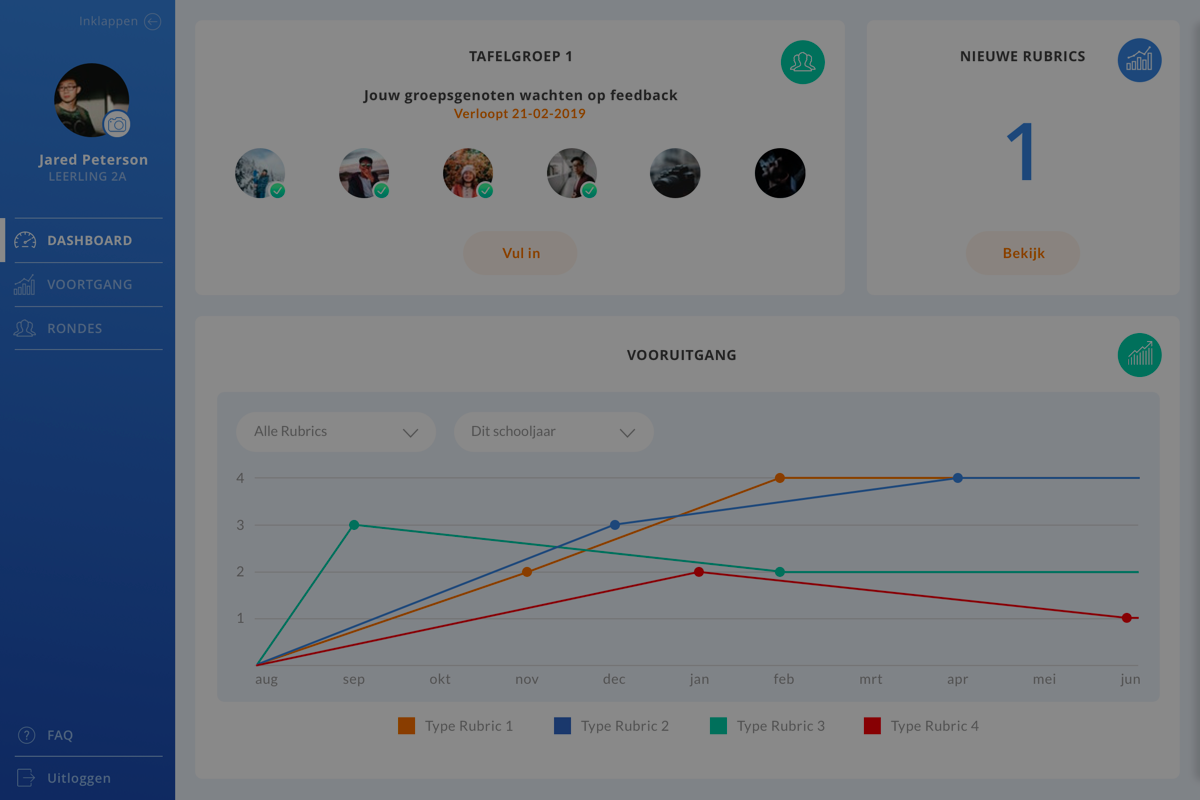 Inklappen
Jared Peterson
LEERLING 2A
DASHBOARD
VOORTGANG
RONDES
FAQ
Uitloggen
TAFELGROEP 1
Jouw groepsgenoten wachten op feedback
Verloopt 21-02-2019
Vul in
NIEUWE RUBRICS
1
Bekijk
VOORUITGANG
Alle Rubrics
Dit schooljaar
4
3
2
1
aug sep okt nov dec jan feb mrt apr mei jun
Type Rubric 1 Type Rubric 2 Type Rubric 3 Type Rubric 4